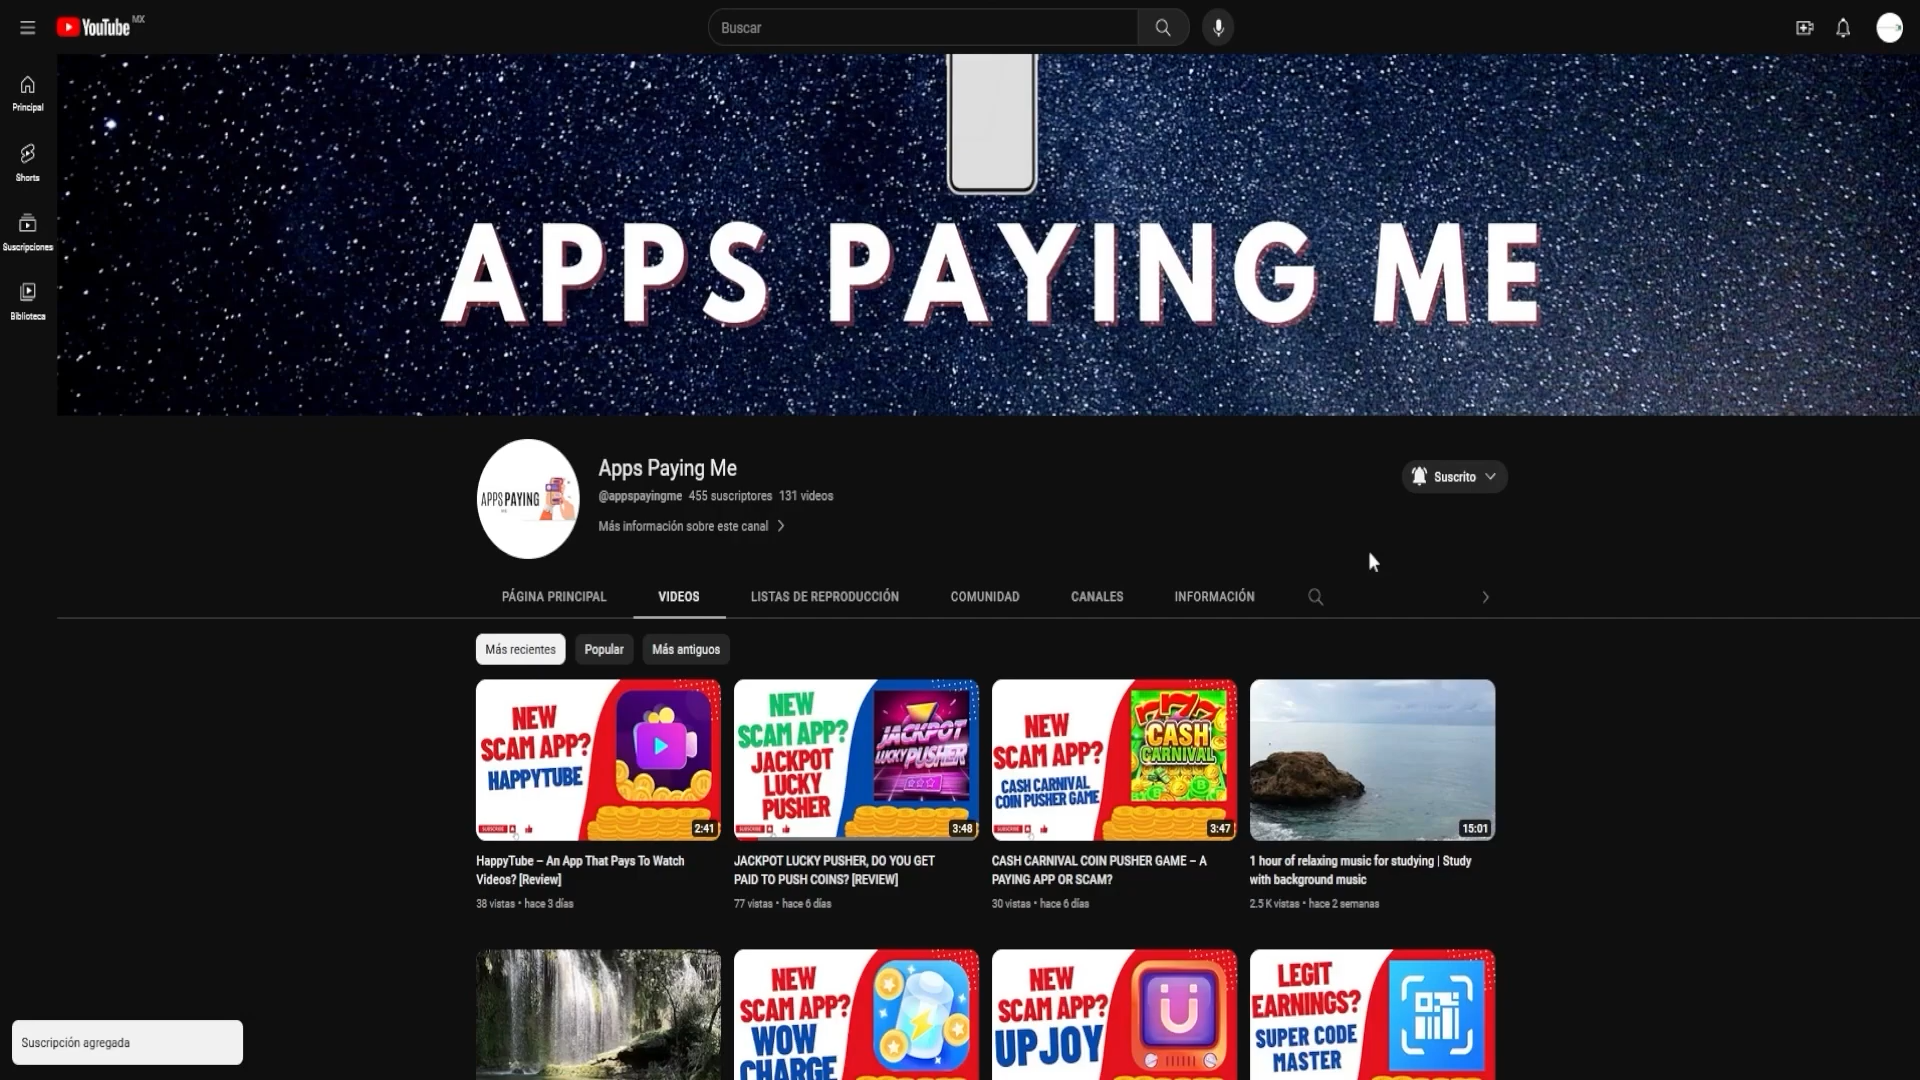 YouTube MX
Buscar
Principal
Shorts
Suscripciones
Biblioteca
APPS PAYING ME
APPS PAYING
Apps Paying Me
@appspayingme 455 suscriptores 131 videos
Más información sobre este canal
Suscrito
PÁGINA PRINCIPAL VIDEOS LISTAS DE REPRODUCCIÓN COMUNIDAD CANALES INFORMACIÓN
Más recientes Popular Más antiguos
NEW
SCAM APP?
HAPPYTUBE
SUBSCRIBE
2:41
NEW
SCAM APP?
JACKPOT
LUCKY
PUSHER
JACKPOT
LUCKY PUSHER
SUBSCRIBE
3:48
NEW
SCAM APP?
CASH CARNIVAL
COIN PUSHER GAME
777
CASH
CARNIVAL
SUBSCRIBE
3:47
15:01
HappyTube – An App That Pays To Watch
Videos? [Review]
38 vistas • hace 3 días
JACKPOT LUCKY PUSHER, DO YOU GET
PAID TO PUSH COINS? [REVIEW]
77 vistas • hace 6 días
CASH CARNIVAL COIN PUSHER GAME – A
PAYING APP OR SCAM?
30 vistas • hace 6 días
1 hour of relaxing music for studying | Study
with background music
2.5 K vistas • hace 2 semanas
NEW
SCAM APP?
WOW
CHARGE
NEW
SCAM APP?
UPJOY
LEGIT
EARNINGS?
SUPER CODE
MASTER
Suscripción agregada